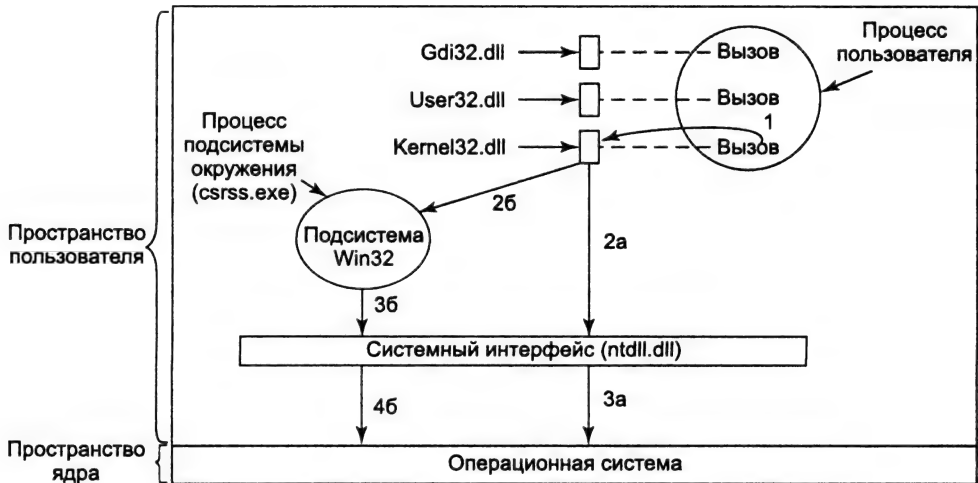 Gdi32.dll
Вызов
Процесс
пользователя
User32.dll
Вызов
1
Kernel32.dll
Вызов
Процесс
подсистемы
окружения
(csrss.exe)
2б
2а
Пространство
пользователя
Подсистема
Win32
3б
Системный интерфейс (ntdll.dll)
4б
3а
Пространство
ядра
Операционная система